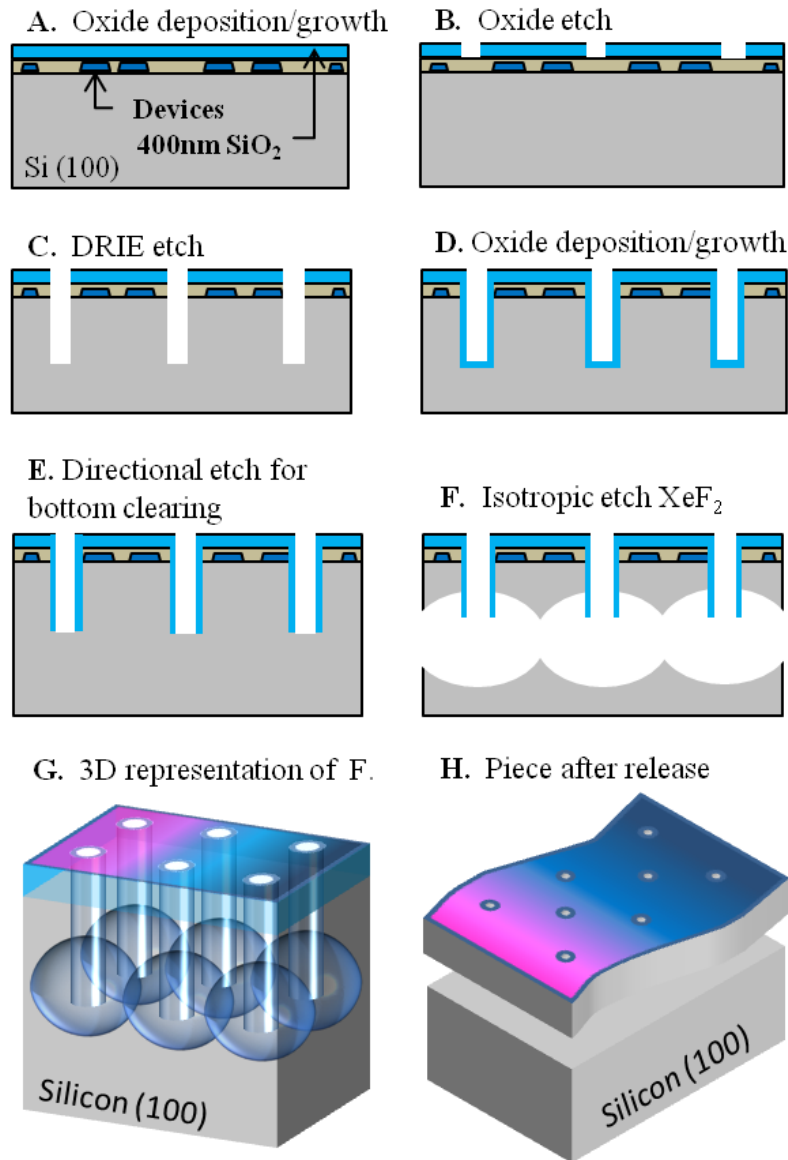 A. Oxide deposition/growth
Devices
400nm SiO₂
Si (100)
B. Oxide etch
C. DRIE etch
D. Oxide deposition/growth
E. Directional etch for
bottom clearing
F. Isotropic etch XeF₂
G. 3D representation of F.
Silicon (100)
H. Piece after release
Silicon (100)